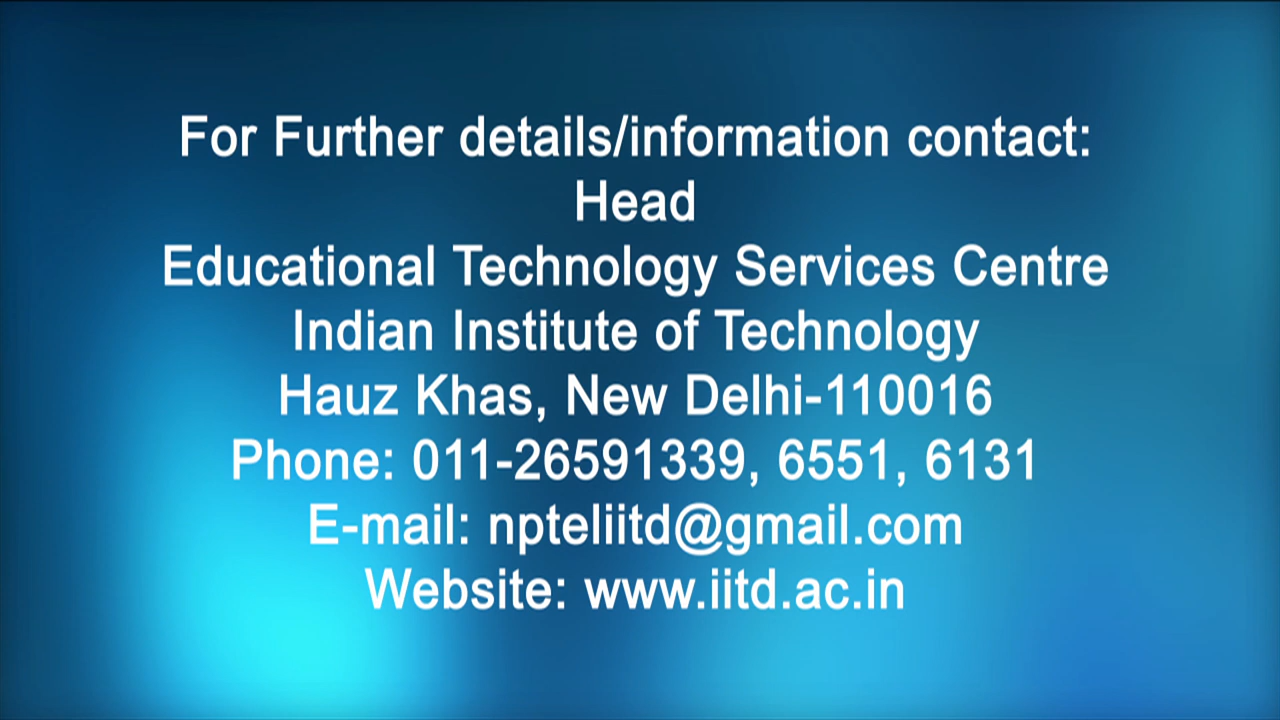 For Further details/information contact:
Head
Educational Technology Services Centre
Indian Institute of Technology
Hauz Khas, New Delhi-110016
Phone: 011-26591339, 6551, 6131
E-mail: npteliitd@gmail.com
Website: www.iitd.ac.in